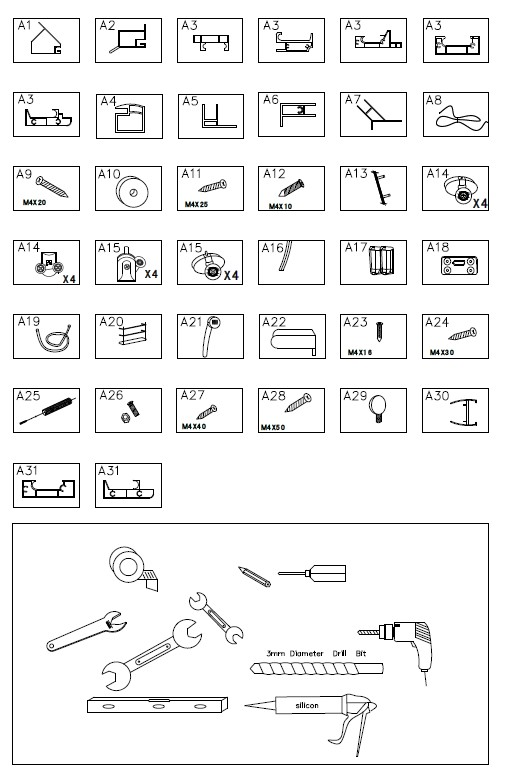 A1 A2 A3 A3 A3 A3
A3 A4 A5 A6 A7 A8
A9 A10 A11 A12 A13 A14
M4X20 M4X25 M4X10 X4
A14 A15 A15 A16 A17 A18
X4 X4 X4
A19 A20 A21 A22 A23 A24
M4X16 M4X30
A25 A26 A27 A28 A29 A30
M4X40 M4X50
A31 A31
3mm Diameter Drill Bit
silicon